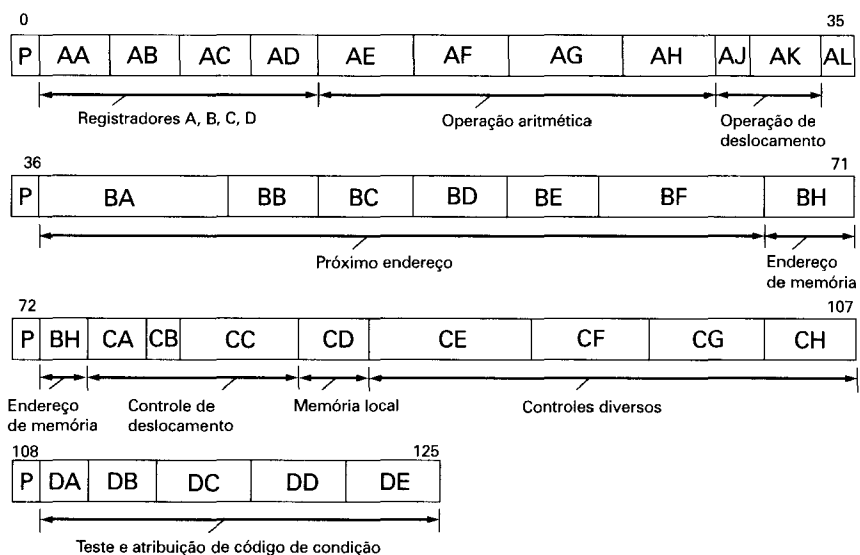 0 35
P AA AB AC AD AE AF AG AH AJ AK AL
Registradores A, B, C, D Operação aritmética Operação de deslocamento
36 71
P BA BB BC BD BE BF BH
Próximo endereço Endereço de memória
72 107
P BH CA CB CC CD CE CF CG CH
Endereço de memória Controle de deslocamento Memória local Controles diversos
108 125
P DA DB DC DD DE
Teste e atribuição de código de condição